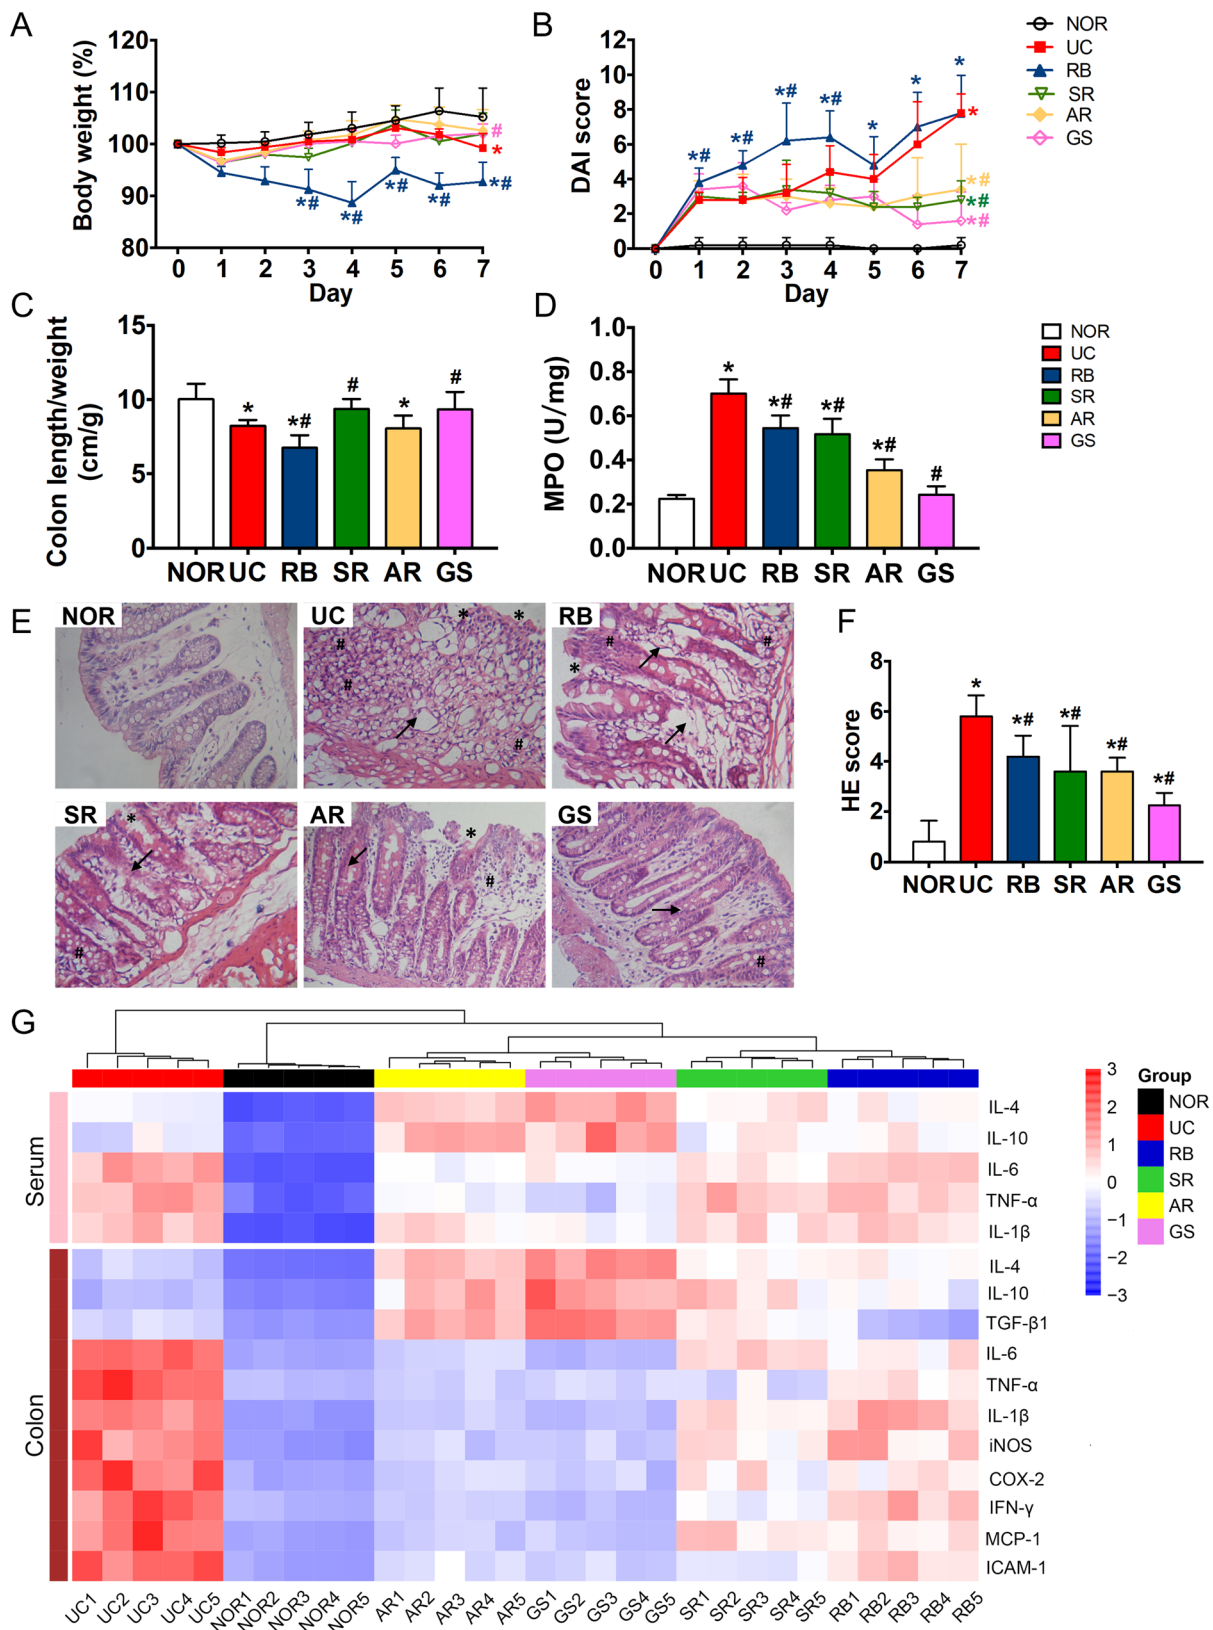 A
Body weight (%)
120
110
100
90
80
0 1 2 3 4 5 6 7
Day
*# *# *# *# *#
#
*
B
DAI score
12
10
8
6
4
2
0
0 1 2 3 4 5 6 7
Day
*# *# *# *# * * *
*
*#
*#
*#
NOR
UC
RB
SR
AR
GS
C
Colon length/weight
(cm/g)
15
10
5
0
* *# # * #
NOR UC RB SR AR GS
D
MPO (U/mg)
1.0
0.8
0.6
0.4
0.2
0.0
* *# *# *# #
NOR UC RB SR AR GS
NOR
UC
RB
SR
AR
GS
E
NOR
UC
* *
#
#
#
RB
# #
*
SR
*
#
AR
*
#
GS
#
F
HE score
8
6
4
2
0
* *# *# *# *#
NOR UC RB SR AR GS
G
Serum
IL-4
IL-10
IL-6
TNF-α
IL-1β
Colon
IL-4
IL-10
TGF-β1
IL-6
TNF-α
IL-1β
iNOS
COX-2
IFN-γ
MCP-1
ICAM-1
UC1 UC2 UC3 UC4 UC5 NOR1 NOR2 NOR3 NOR4 NOR5 AR1 AR2 AR3 AR4 AR5 GS1 GS2 GS3 GS4 GS5 SR1 SR2 SR3 SR4 SR5 RB1 RB2 RB3 RB4 RB5
3
2
1
0
−1
−2
−3
Group
NOR
UC
RB
SR
AR
GS